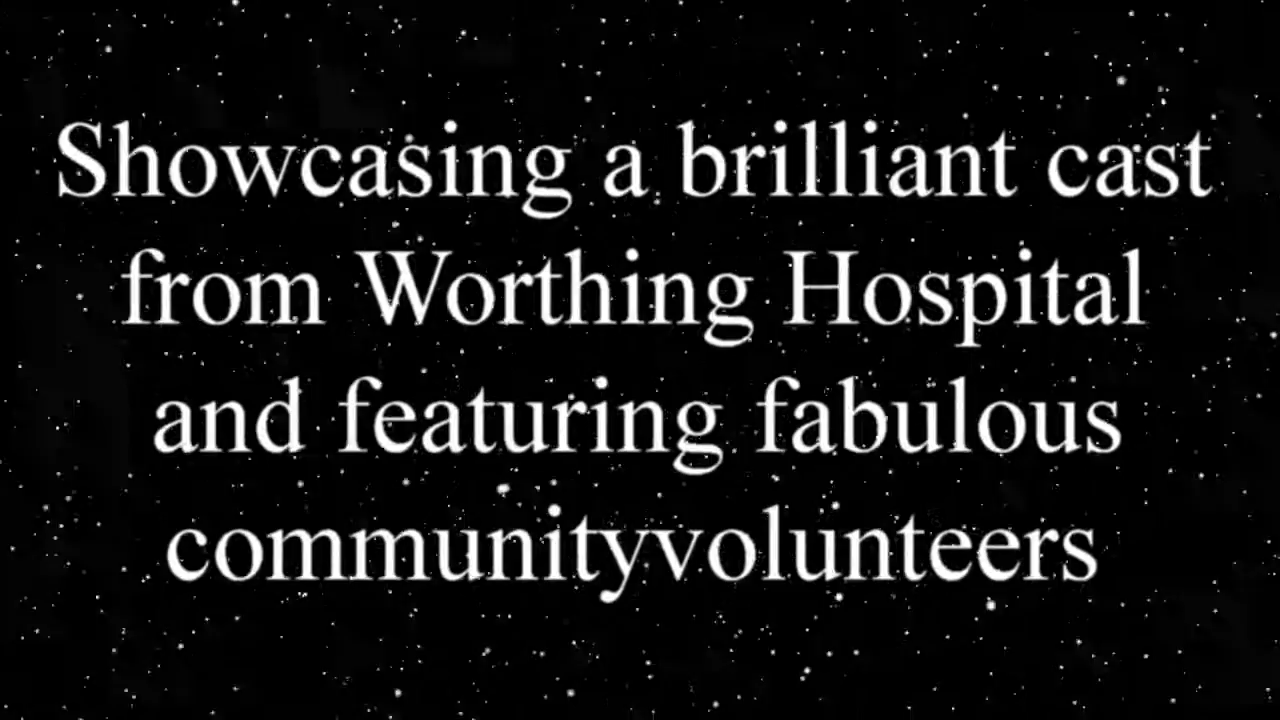 Showcasing a brilliant cast
from Worthing Hospital
and featuring fabulous
communityvolunteers